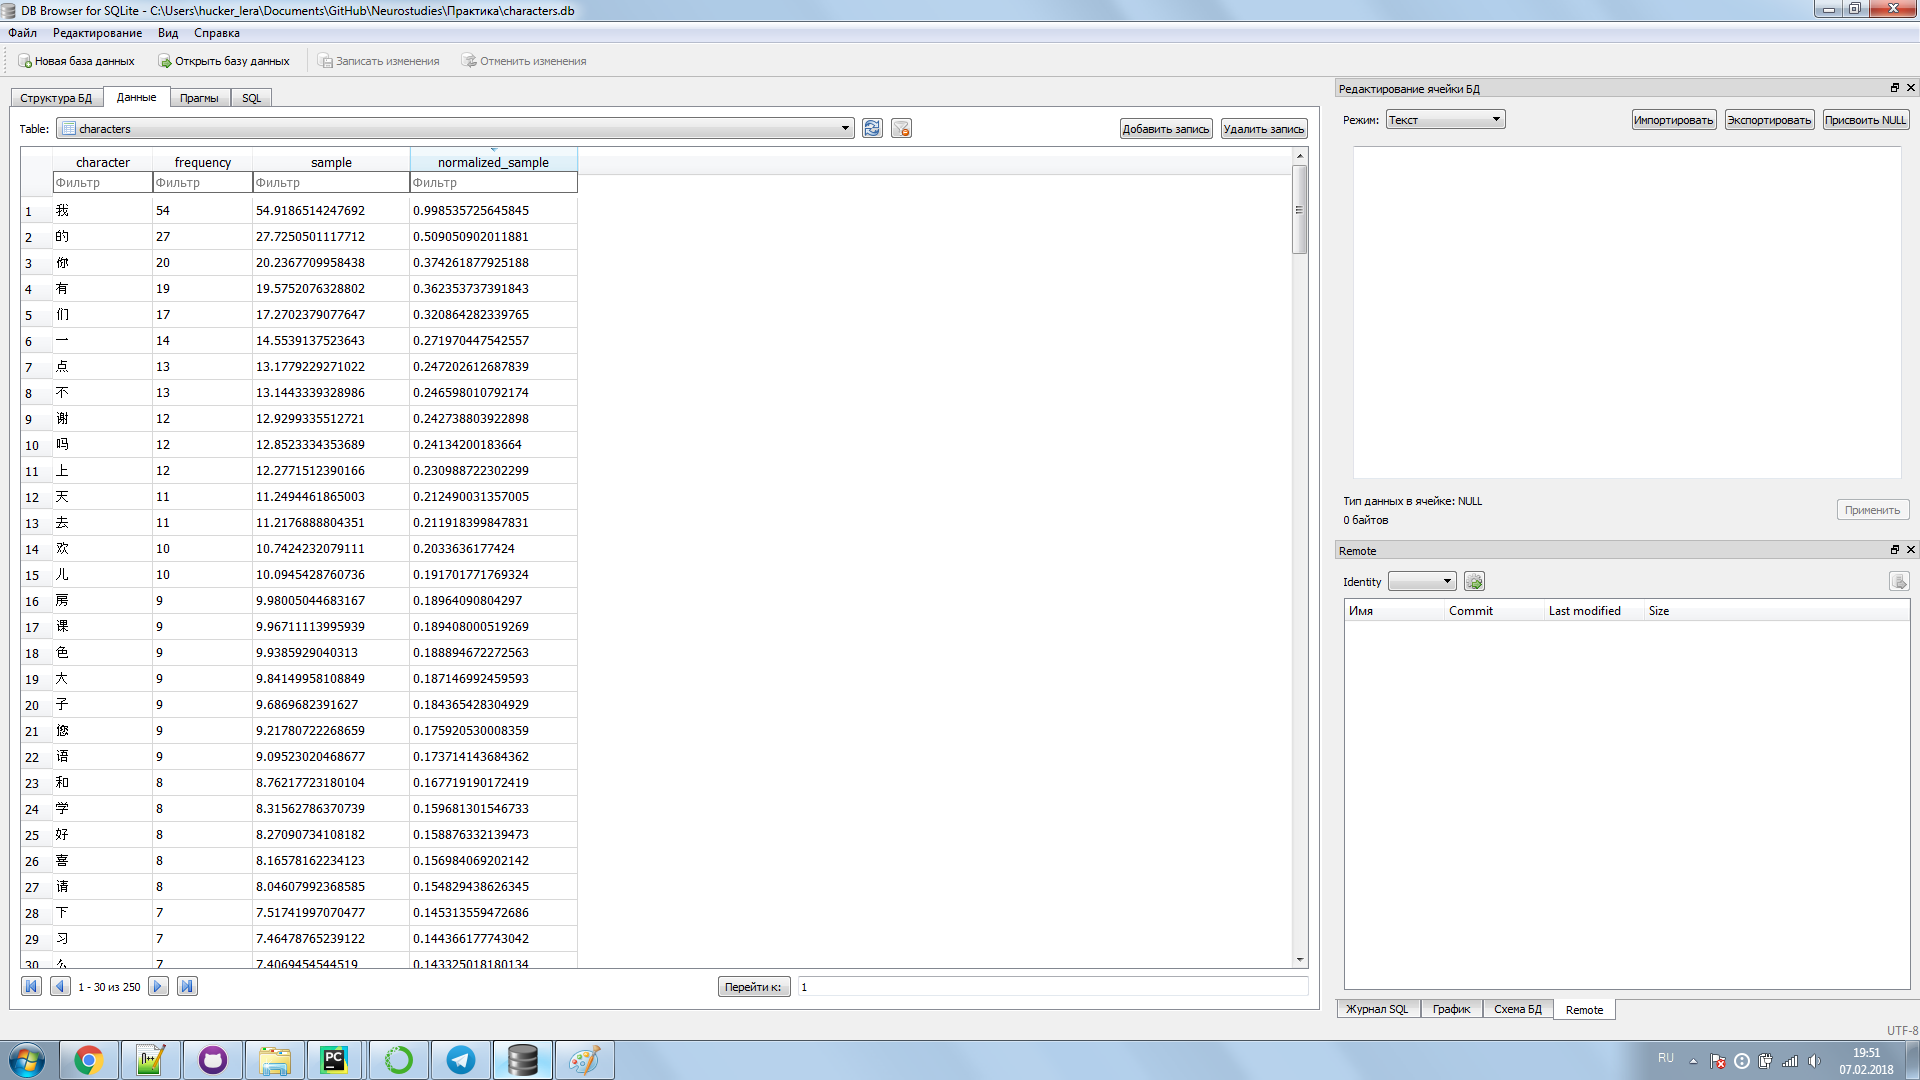 DB Browser for SQLite - C:\Users\hucker_lera\Documents\GitHub\Neurostudies\Практика\characters.db
Файл Редактирование Вид Справка
Новая база данных Открыть базу данных Записать изменения Отменить изменения
Структура БД Данные Прагмы SQL
Table: characters Добавить запись Удалить запись
character frequency sample normalized_sample
Фильтр Фильтр Фильтр Фильтр
1 我 54 54.9186514247692 0.998535725645845
2 的 27 27.7250501117712 0.509050902011881
3 你 20 20.2367709958438 0.374261877925188
4 有 19 19.5752076328802 0.362353737391843
5 们 17 17.2702379077647 0.320864282339765
6 一 14 14.5539137523643 0.271970447542557
7 点 13 13.1779229271022 0.247202612687839
8 不 13 13.1443339328986 0.246598010792174
9 谢 12 12.9299335512721 0.242738803922898
10 吗 12 12.8523334353689 0.24134200183664
11 上 12 12.2771512390166 0.230988722302299
12 天 11 11.2494461865003 0.212490031357005
13 去 11 11.2176888804351 0.211918399847831
14 欢 10 10.7424232079111 0.2033636177424
15 儿 10 10.0945428760736 0.191701771769324
16 房 9 9.98005044683167 0.18964090804297
17 课 9 9.96711113995939 0.189408000519269
18 色 9 9.9385929040313 0.188894672272563
19 大 9 9.84149958108849 0.187146992459593
20 子 9 9.6869682391627 0.184365428304929
21 您 9 9.21780722268659 0.175920530008359
22 语 9 9.09523020468677 0.173714143684362
23 和 8 8.76217723180104 0.167719190172419
24 学 8 8.31562786370739 0.159681301546733
25 好 8 8.27090734108182 0.158876332139473
26 喜 8 8.16578162234123 0.156984069202142
27 请 8 8.04607992368585 0.154829438626345
28 下 7 7.51741997070477 0.145313559472686
29 习 7 7.46478765239122 0.144366177743042
30 么 7 7.4069454544519 0.143325018180134
1 - 30 из 250 Перейти к: 1
Редактирование ячейки БД
Режим: Текст Импортировать Экспортировать Присвоить NULL
Тип данных в ячейке: NULL
0 байтов
Применить
Remote
Identity
Имя Commit Last modified Size
Журнал SQL График Схема БД Remote
UTF-8
N++ PC RU 19:51
07.02.2018